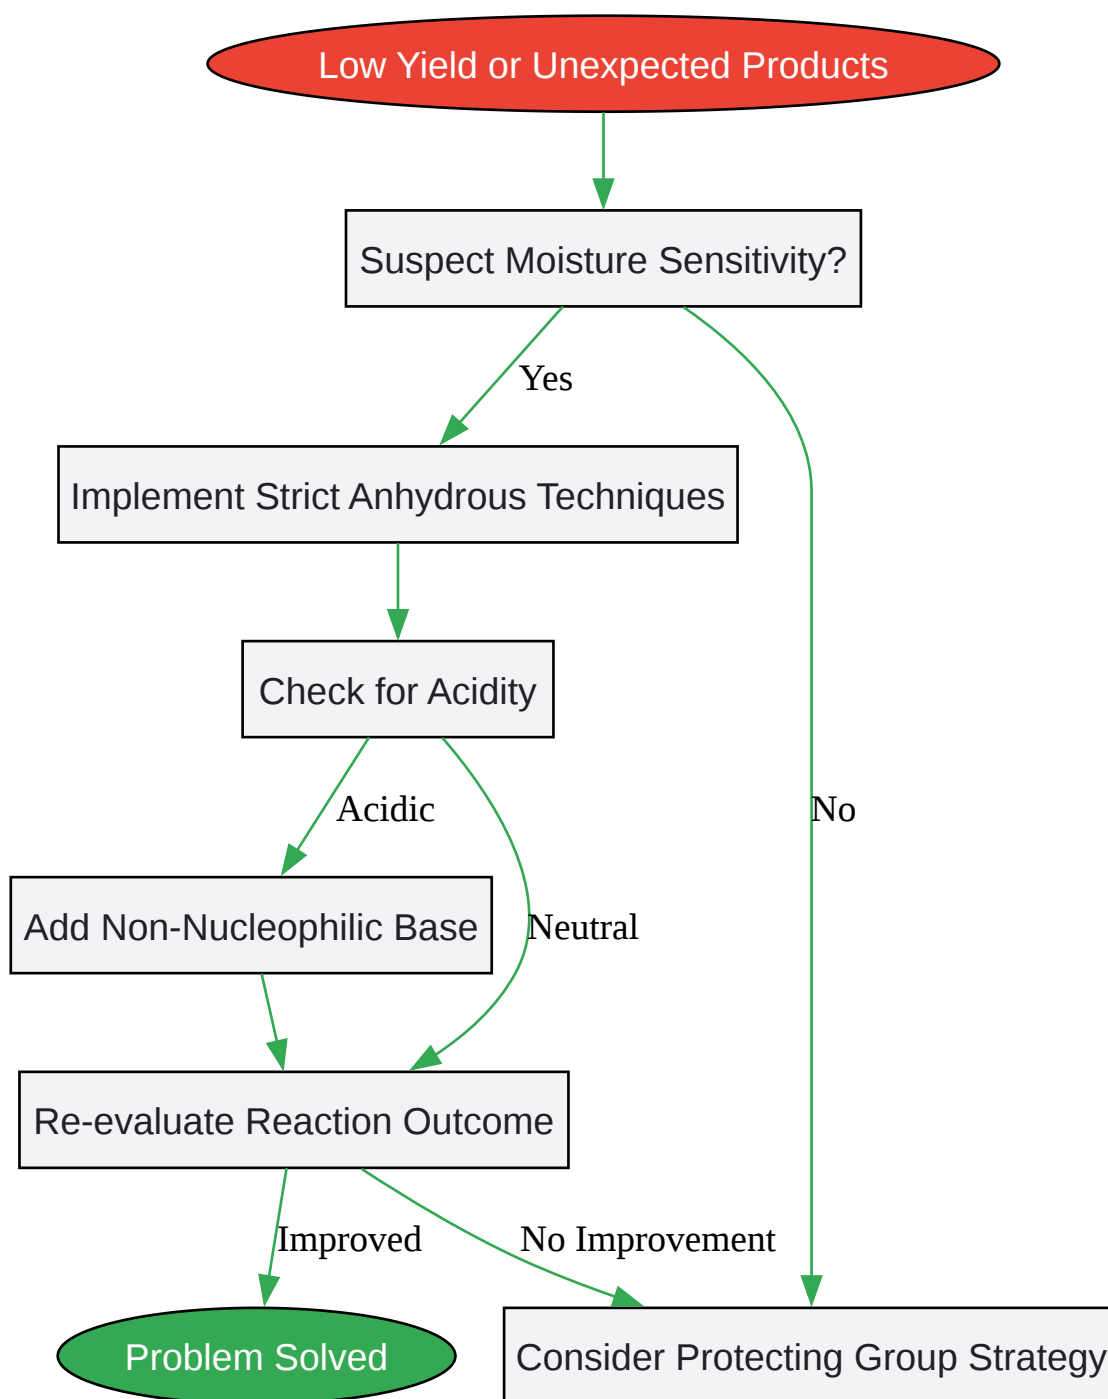 Low Yield or Unexpected Products
Suspect Moisture Sensitivity?
Yes
Implement Strict Anhydrous Techniques
Check for Acidity
Acidic
No
Add Non-Nucleophilic Base
Neutral
Re-evaluate Reaction Outcome
Improved
No Improvement
Problem Solved
Consider Protecting Group Strategy